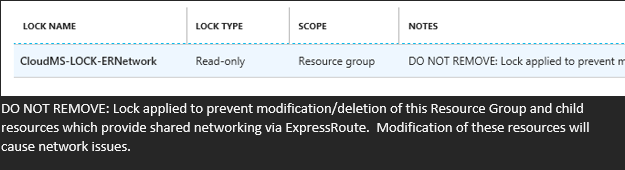 LOCK NAME LOCK TYPE SCOPE NOTES
CloudMS-LOCK-ERNetwork Read-only Resource group DO NOT REMOVE: Lock applied to prevent m
DO NOT REMOVE: Lock applied to prevent modification/deletion of this Resource Group and child
resources which provide shared networking via ExpressRoute.  Modification of these resources will
cause network issues.